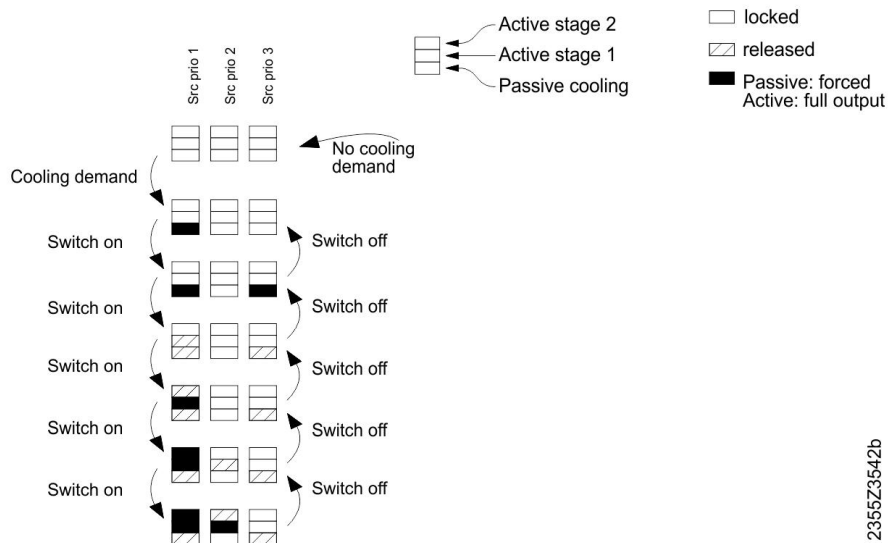 Src prio 1
Src prio 2
Src prio 3
Active stage 2
Active stage 1
Passive cooling
locked
released
Passive: forced
Active: full output
No cooling
demand
Cooling demand
Switch on
Switch off
Switch on
Switch off
Switch on
Switch off
Switch on
Switch off
Switch on
Switch off
2355Z3542b